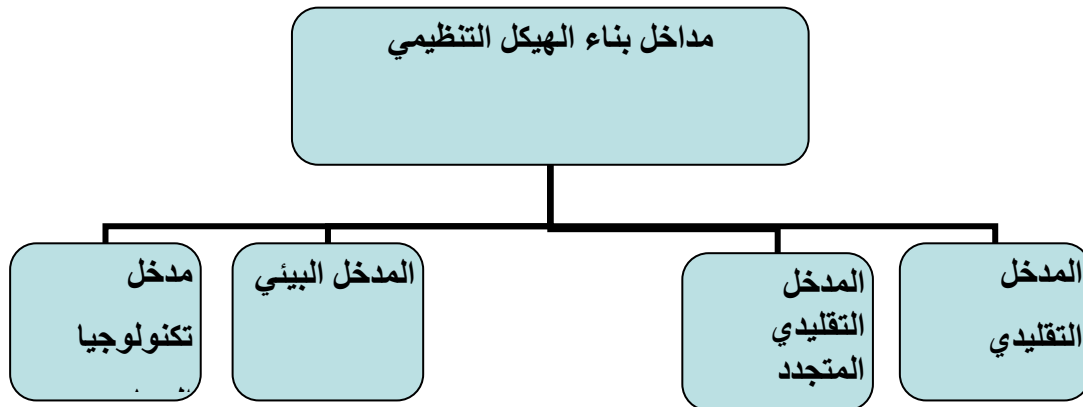 مداخل بناء الهيكل التنظيمي
المدخل
التقليدي
المدخل
التقليدي
المتجدد
المدخل البيئي
مدخل
تكنولوجيا